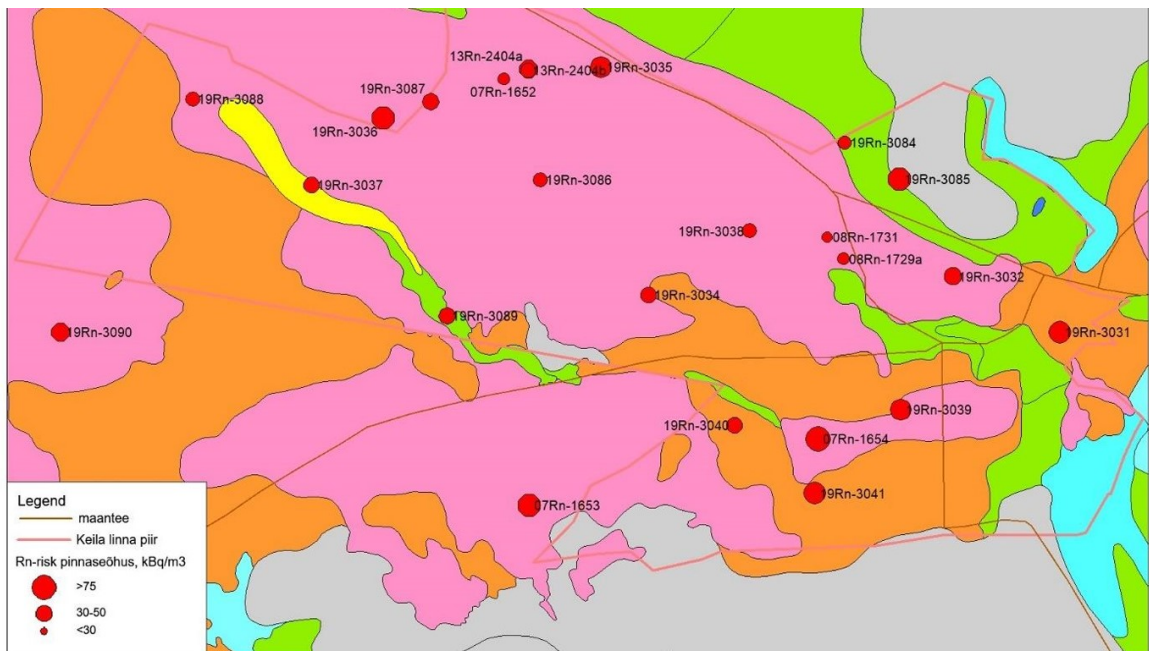 13Rn-2404a
13Rn-2404b
19Rn-3035
07Rn-1652
19Rn-3087
19Rn-3088
19Rn-3036
19Rn-3084
19Rn-3085
19Rn-3086
19Rn-3037
19Rn-3038
08Rn-1731
08Rn-1729a
19Rn-3032
19Rn-3034
19Rn-3089
19Rn-3090
19Rn-3031
19Rn-3039
19Rn-3040
07Rn-1654
19Rn-3041
07Rn-1653
Legend
maantee
Keila linna piir
Rn-risk pinnaseõhus, kBq/m3
>75
30-50
<30